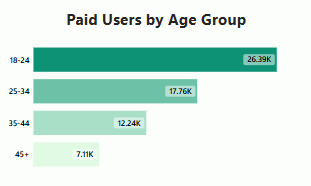 Paid Users by Age Group
18-24 26.39K
25-34 17.76K
35-44 12.24K
45+ 7.11K